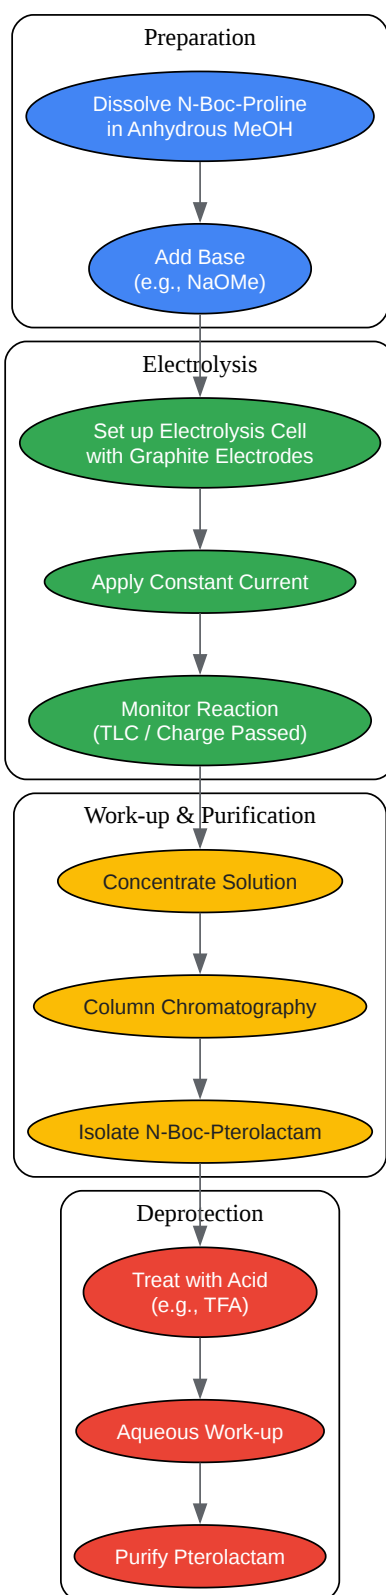 Preparation
Dissolve N-Boc-Proline
in Anhydrous MeOH
Add Base
(e.g., NaOMe)
Electrolysis
Set up Electrolysis Cell
with Graphite Electrodes
Apply Constant Current
Monitor Reaction
(TLC / Charge Passed)
Work-up & Purification
Concentrate Solution
Column Chromatography
Isolate N-Boc-Pterolactam
Deprotection
Treat with Acid
(e.g., TFA)
Aqueous Work-up
Purify Pterolactam